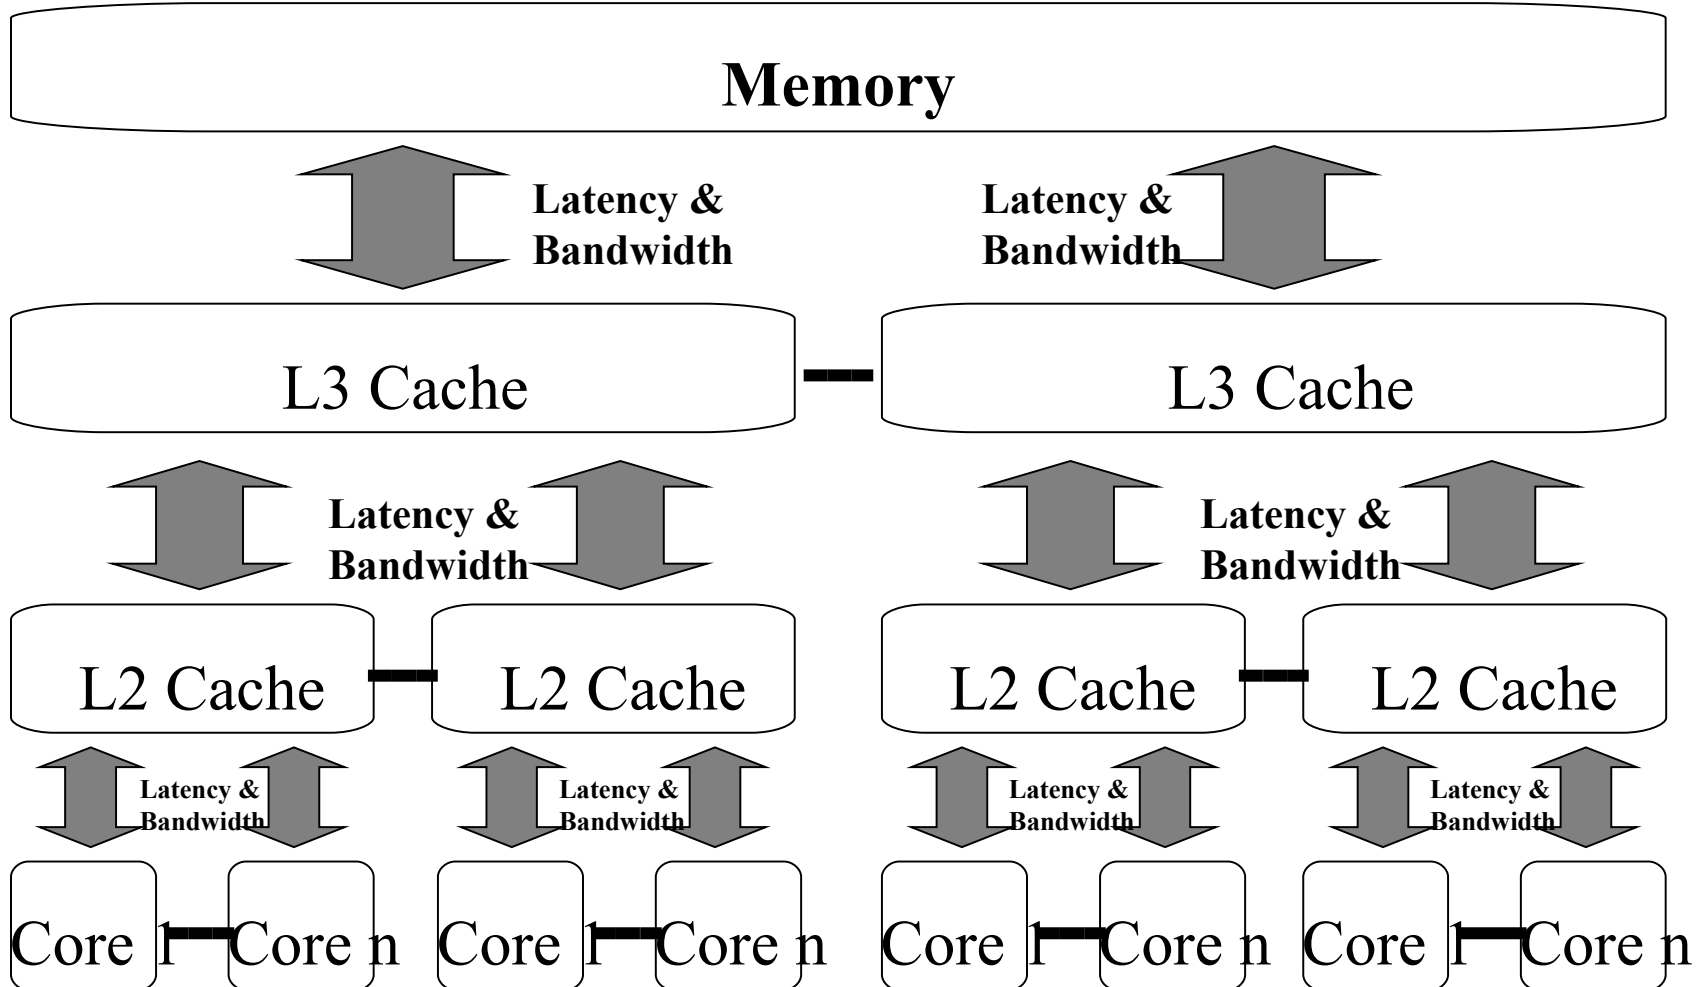 Memory
Latency &
Bandwidth
Latency &
Bandwidth
L3 Cache
L3 Cache
Latency &
Bandwidth
Latency &
Bandwidth
L2 Cache
L2 Cache
L2 Cache
L2 Cache
Latency &
Bandwidth
Latency &
Bandwidth
Latency &
Bandwidth
Latency &
Bandwidth
Core 1
Core n
Core 1
Core n
Core 1
Core n
Core 1
Core n